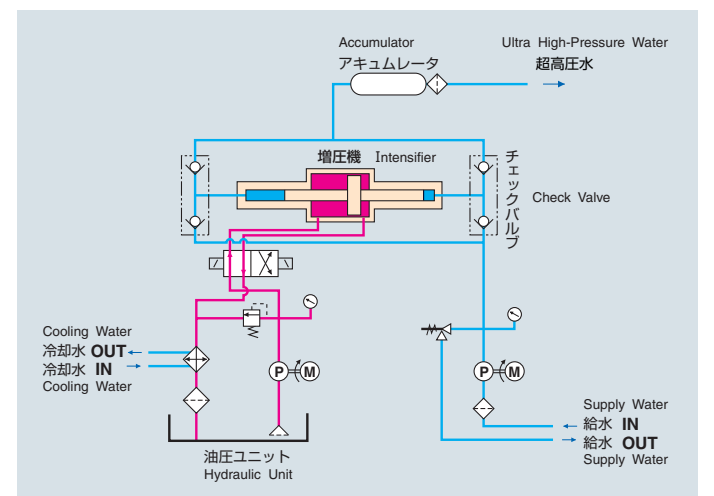 Accumulator
アキュムレータ
Ultra High-Pressure Water
超高圧水
増圧機 Intensifier
チェックバルブ
Check Valve
Cooling Water
冷却水 OUT
冷却水 IN
Cooling Water
P M
P M
油圧ユニット
Hydraulic Unit
Supply Water
給水 IN
給水 OUT
Supply Water